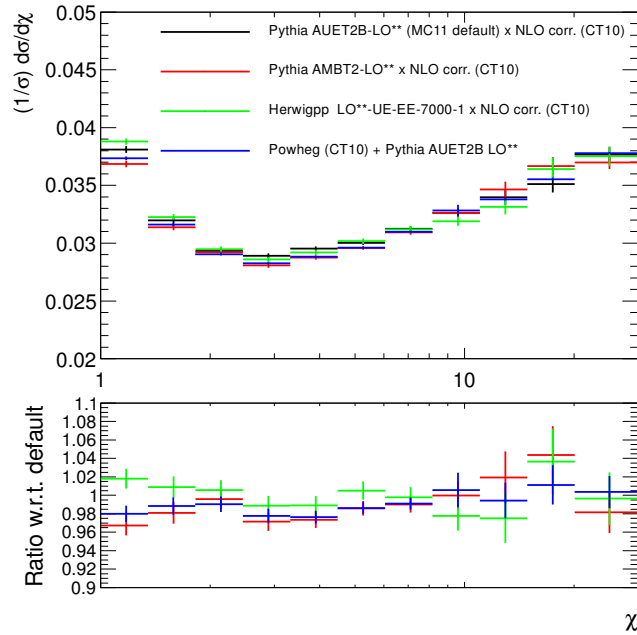 0.05
0.045
0.04
0.035
0.03
0.025
0.02
(1/σ) dσ/dχ
Pythia AUET2B-LO** (MC11 default) x NLO corr. (CT10)
Pythia AMBT2-LO** x NLO corr. (CT10)
Herwigpp LO**-UE-EE-7000-1 x NLO corr. (CT10)
Powheg (CT10) + Pythia AUET2B LO**
1
10
1.1
1.08
1.06
1.04
1.02
1
0.98
0.96
0.94
0.92
0.9
Ratio w.r.t. default
χ